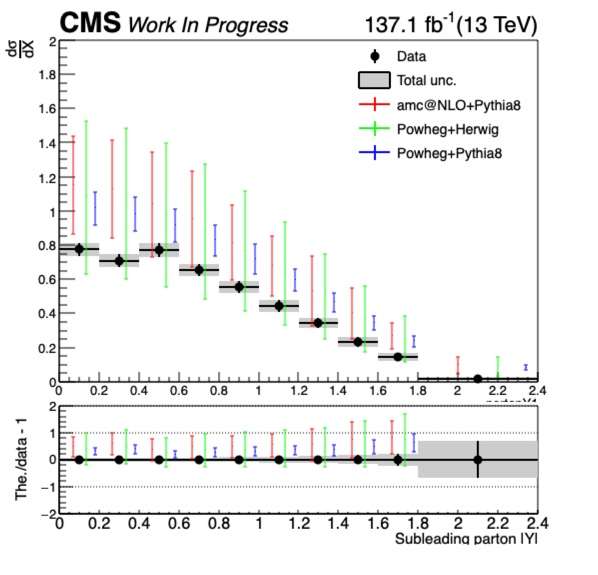 CMS Work In Progress 137.1 fb⁻¹(13 TeV)
dσ
dX
Data
Total unc.
amc@NLO+Pythia8
Powheg+Herwig
Powheg+Pythia8
2
1.8
1.6
1.4
1.2
1
0.8
0.6
0.4
0.2
0
0 0.2 0.4 0.6 0.8 1 1.2 1.4 1.6 1.8 2 2.2 2.4
The./data - 1
2
1
0
−1
−2
0 0.2 0.4 0.6 0.8 1 1.2 1.4 1.6 1.8 2 2.2 2.4
Subleading parton |Y|